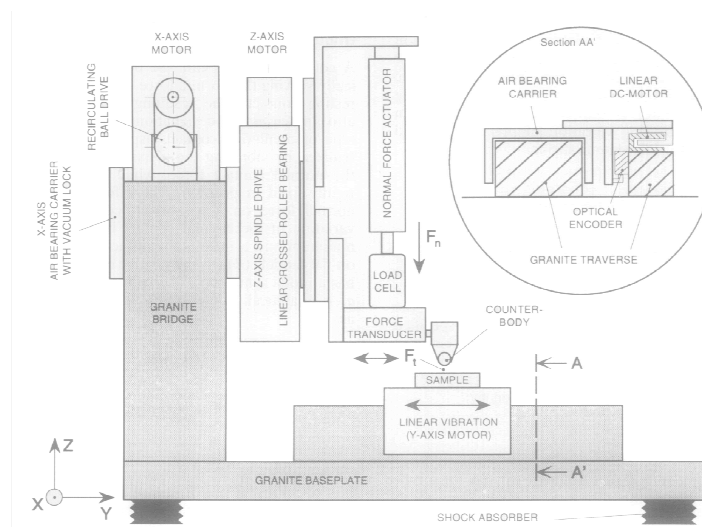 X-AXIS
MOTOR
Z-AXIS
MOTOR
RECIRCULATING
BALL DRIVE
X-AXIS
AIR BEARING CARRIER
WITH VACUUM LOCK
Z-AXIS SPINDLE DRIVE
LINEAR CROSSED ROLLER BEARING
NORMAL FORCE ACTUATOR
Fn
LOAD
CELL
FORCE
TRANSDUCER
Ft
COUNTER-
BODY
SAMPLE
LINEAR VIBRATION
(Y-AXIS MOTOR)
GRANITE
BRIDGE
GRANITE BASEPLATE
SHOCK ABSORBER
A
A'
Z
X
Y
Section AA'
AIR BEARING
CARRIER
LINEAR
DC-MOTOR
OPTICAL
ENCODER
GRANITE TRAVERSE